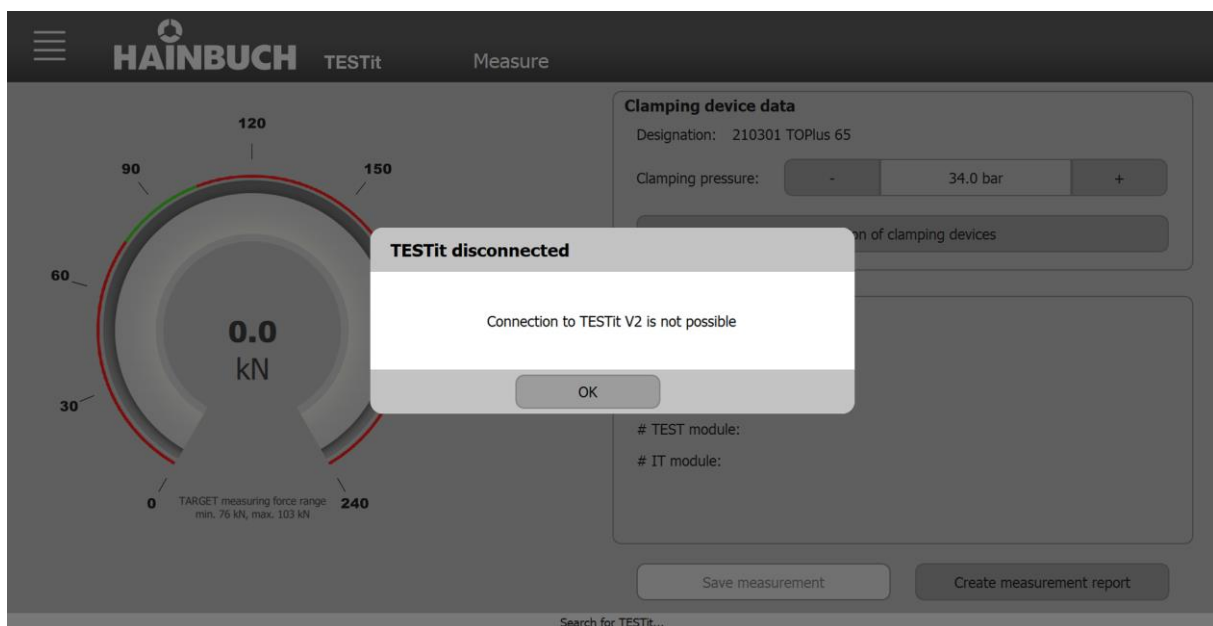 HAINBUCH TESTit Measure
120
90
150
60
30
0.0
kN
0
240
TARGET measuring force range
min. 76 kN, max. 103 kN
Clamping device data
Designation: 210301 TOPlus 65
Clamping pressure: - 34.0 bar +
of clamping devices
TESTit disconnected
Connection to TESTit V2 is not possible
OK
# TEST module:
# IT module:
Save measurement Create measurement report
Search for TESTit...